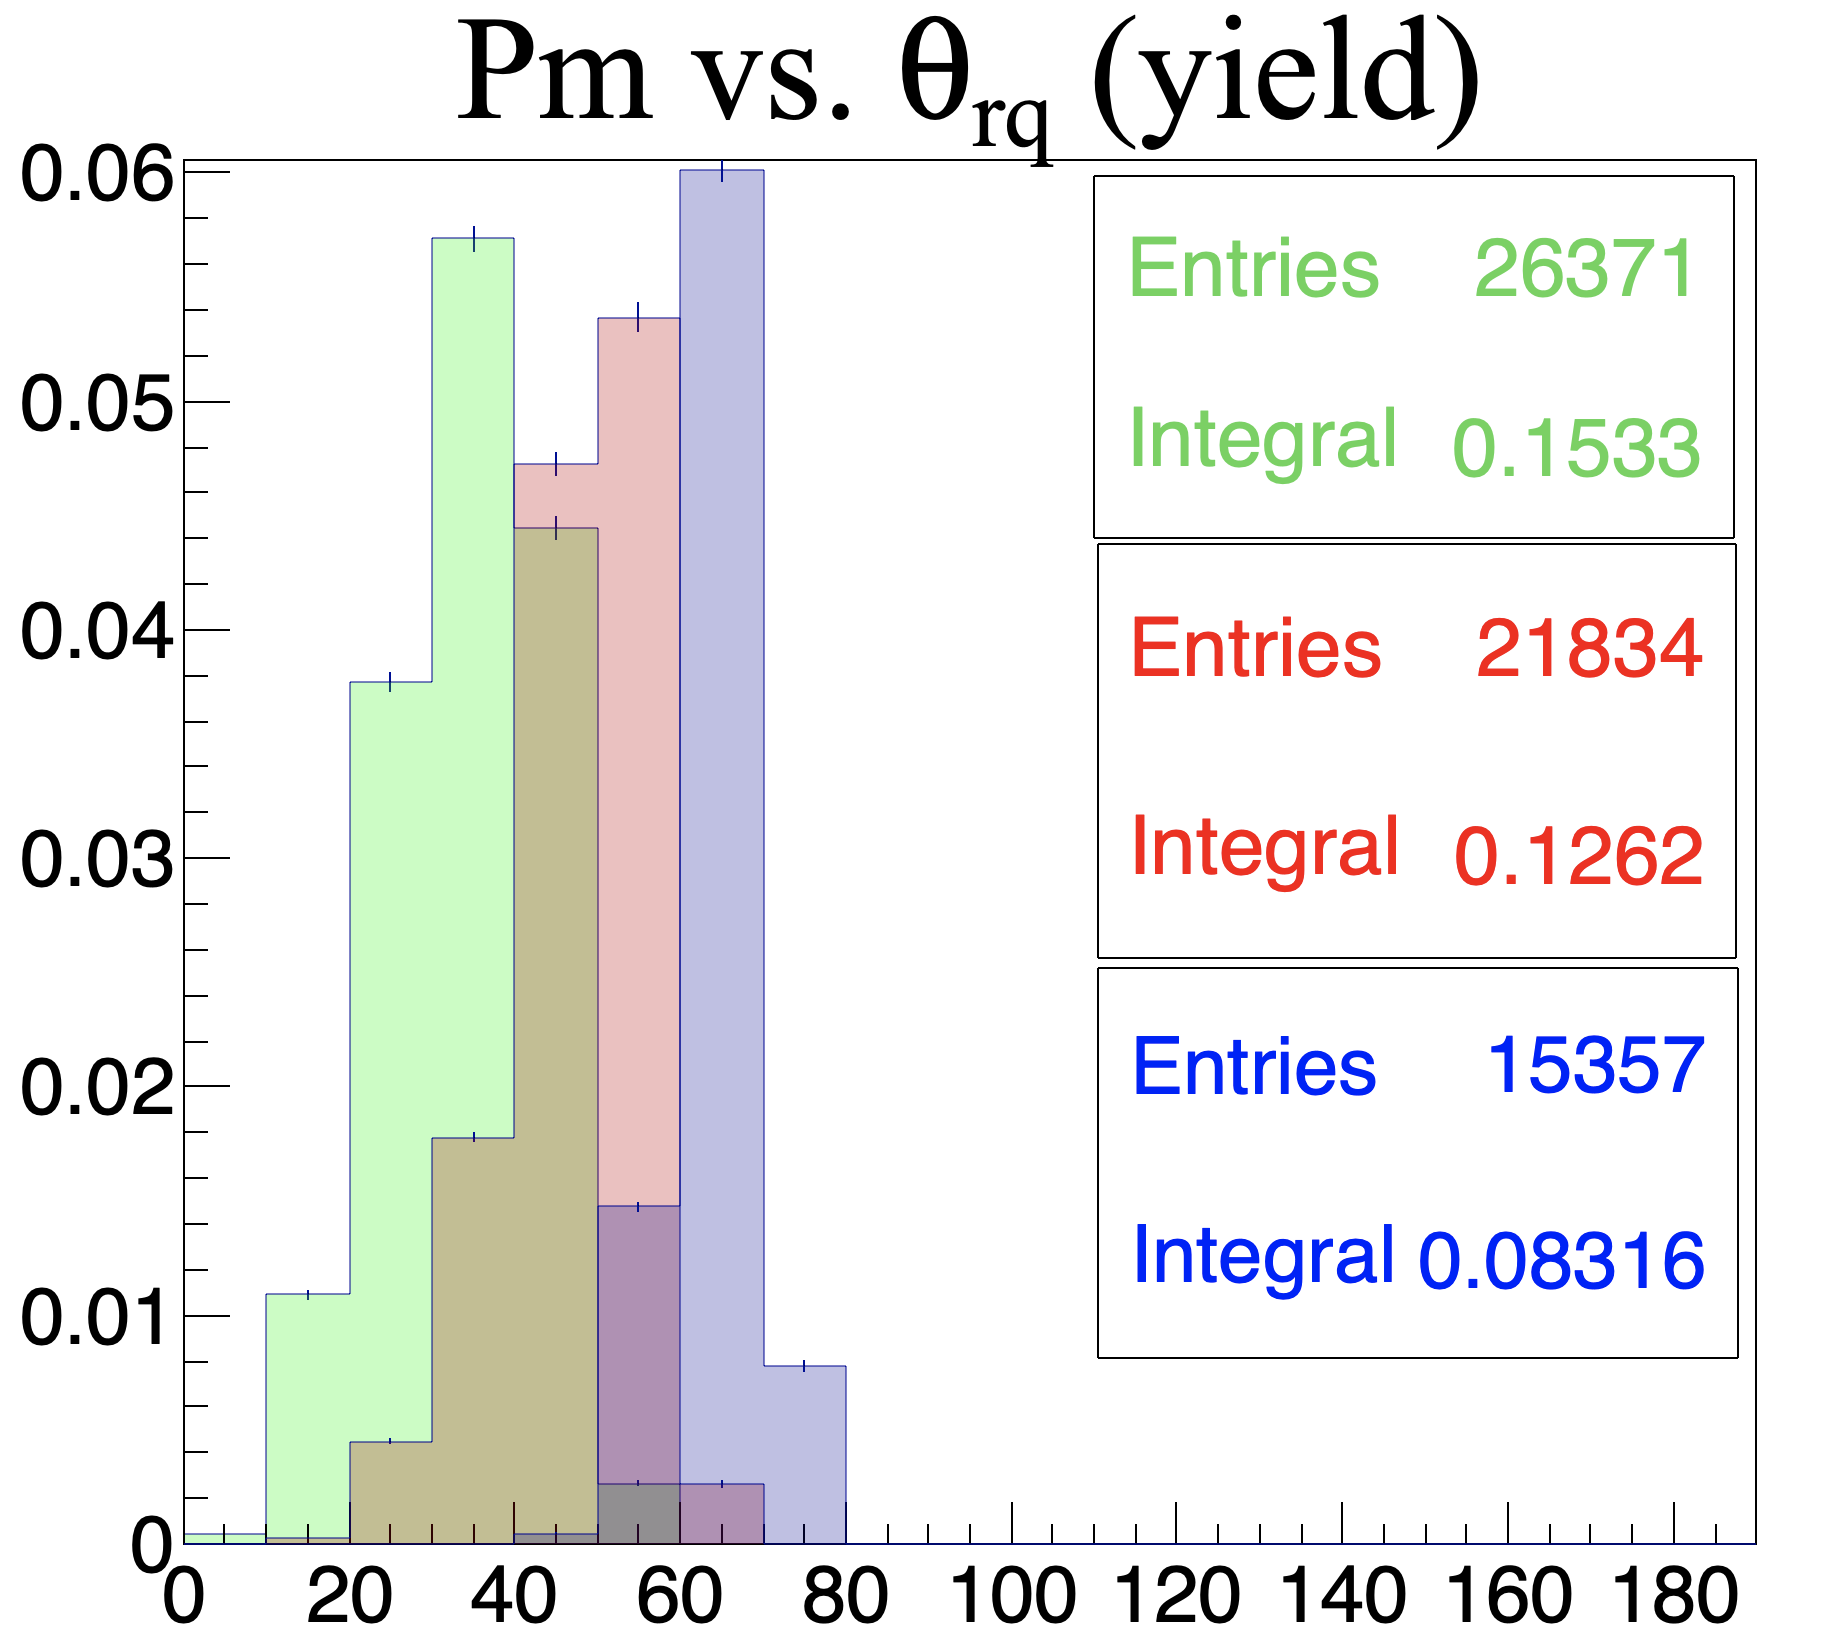 Pm vs. θrq (yield)
0.06
0.05
0.04
0.03
0.02
0.01
0
Entries 26371
Integral 0.1533
Entries 21834
Integral 0.1262
Entries 15357
Integral 0.08316
0 20 40 60 80 100 120 140 160 180